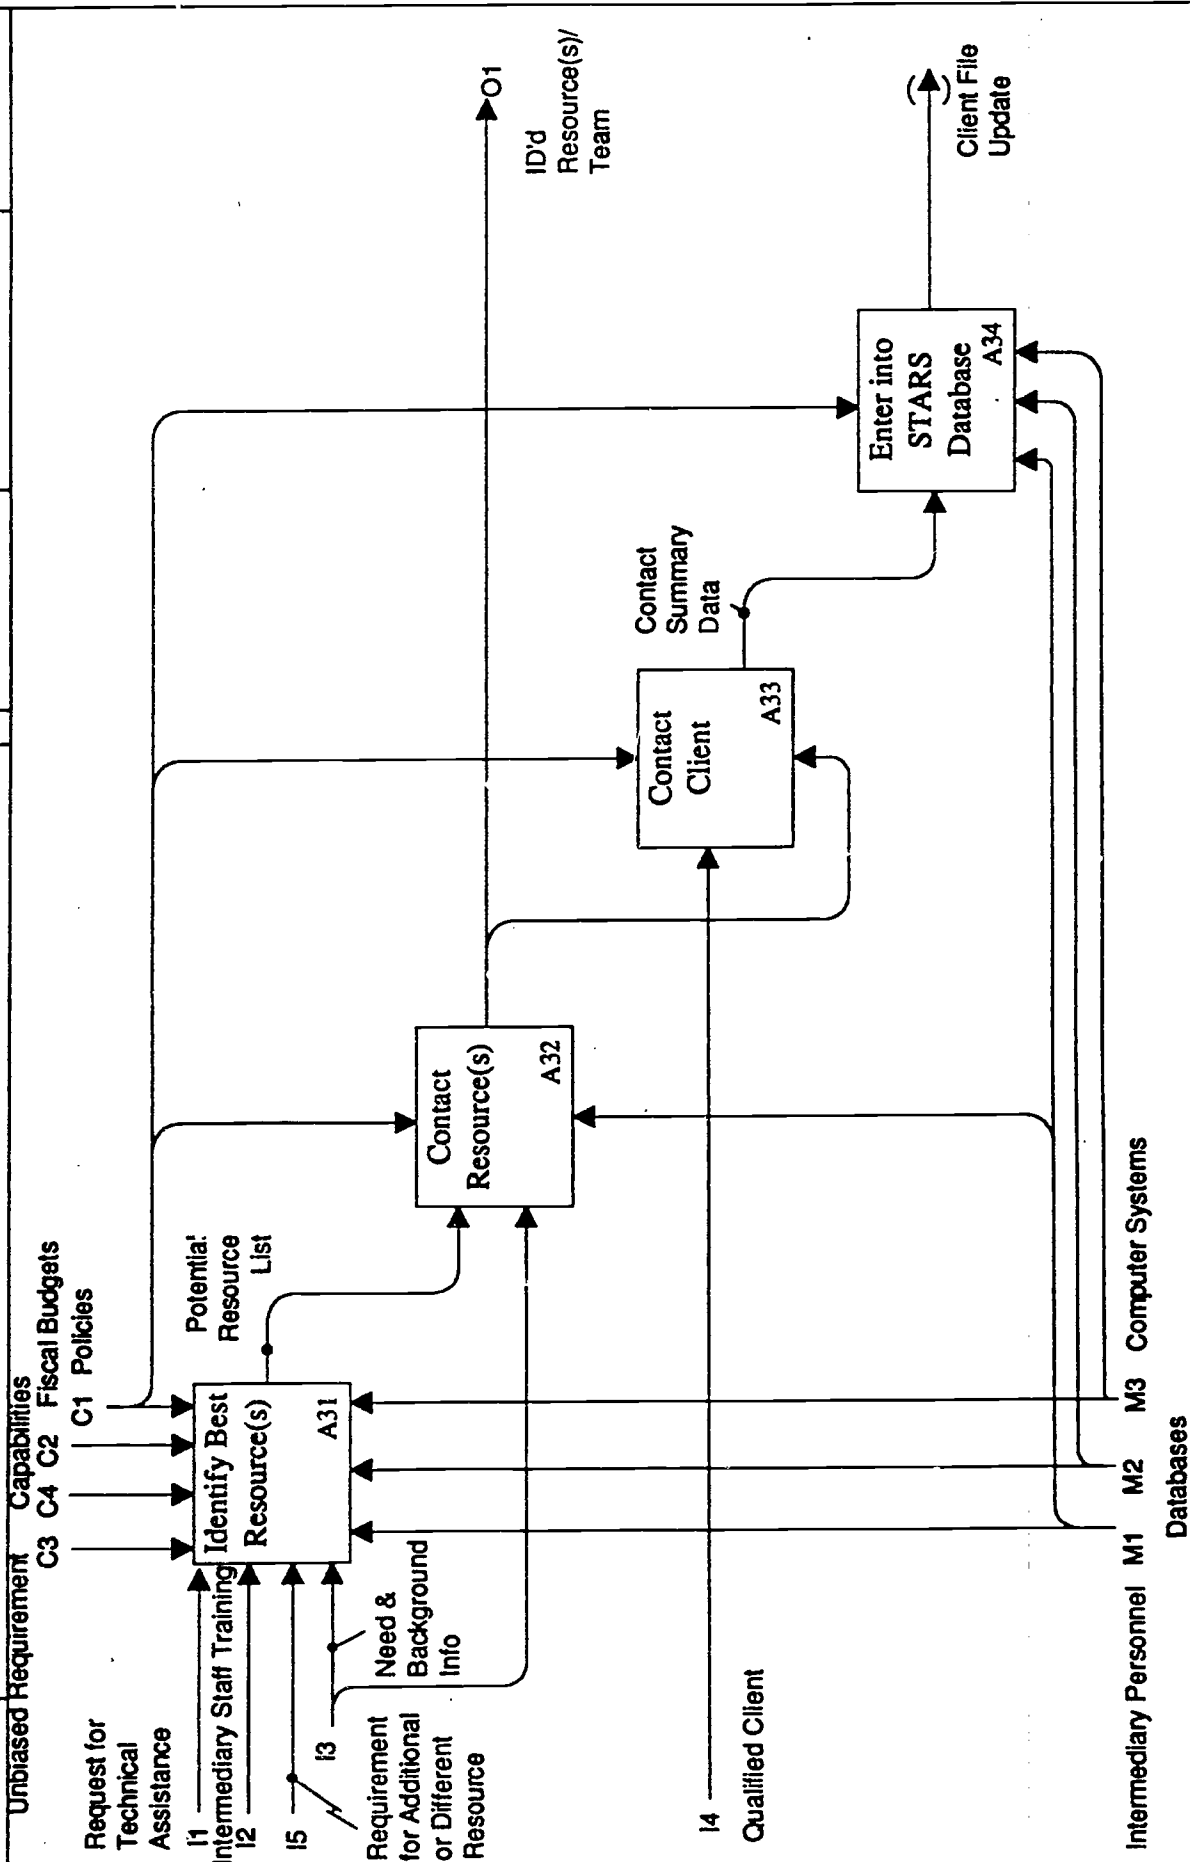 Unbiased Requirement
Capabilities
Fiscal Budgets
C3
C4
C2
C1 Policies
Request for
Technical
Assistance
I1
Intermediary Staff Training
I2
I5
I3
Requirement
for Additional
or Different
Resource
Need &
Background
Info
Identify Best
Resource(s)
A31
Potential
Resource
List
Contact
Resource(s)
A32
O1
ID'd
Resource(s)/
Team
I4
Qualified Client
Contact
Client
A33
Contact
Summary
Data
Enter into
STARS
Database
A34
( )
Client File
Update
Intermediary Personnel M1
M2
Databases
M3 Computer Systems